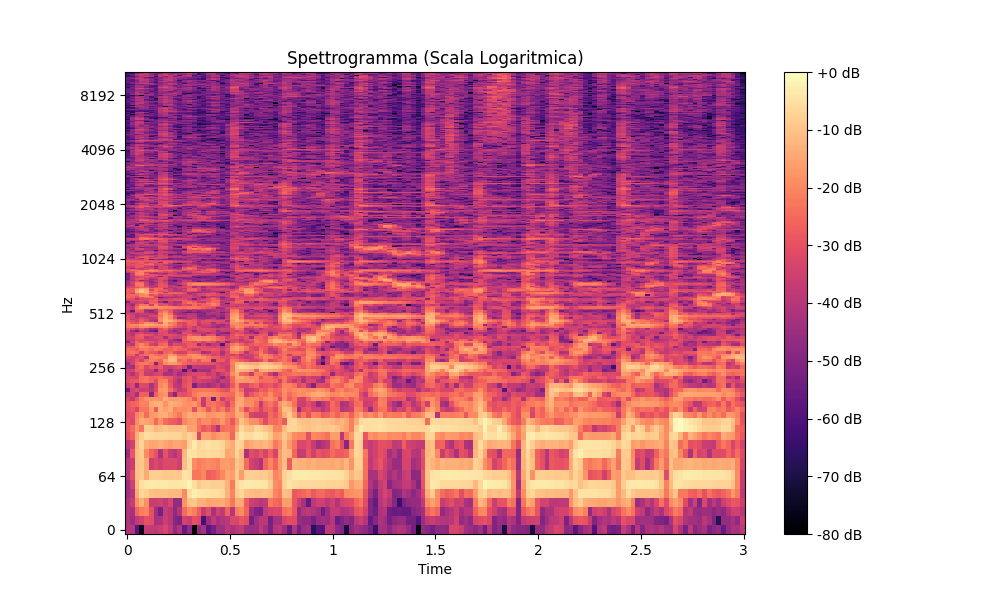 Spettrogramma (Scala Logaritmica)
Hz
8192
4096
2048
1024
512
256
128
64
0
0 0.5 1 1.5 2 2.5 3
Time
+0 dB
-10 dB
-20 dB
-30 dB
-40 dB
-50 dB
-60 dB
-70 dB
-80 dB